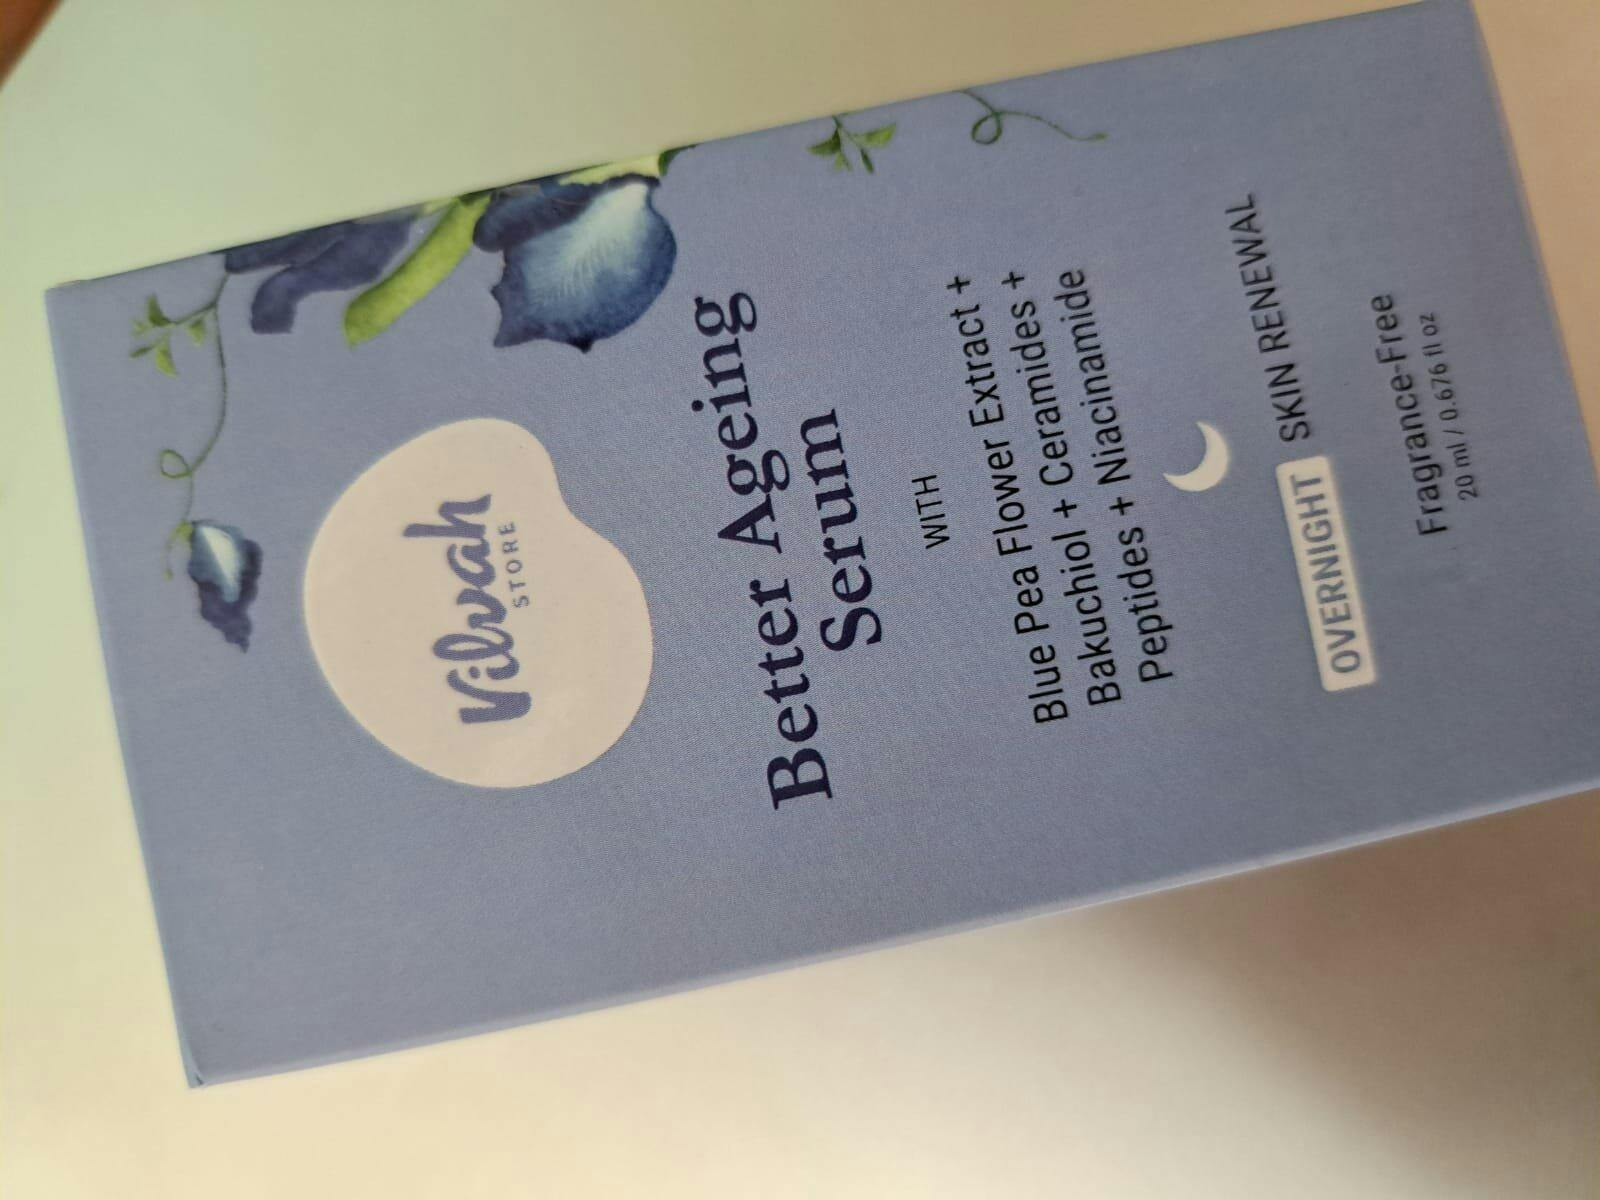 Vilvah
STORE
Better Ageing
Serum
WITH
Blue Pea Flower Extract +
Bakuchiol + Ceramides +
Peptides + Niacinamide
OVERNIGHT SKIN RENEWAL
Fragrance-Free
20 ml / 0.676 fl oz